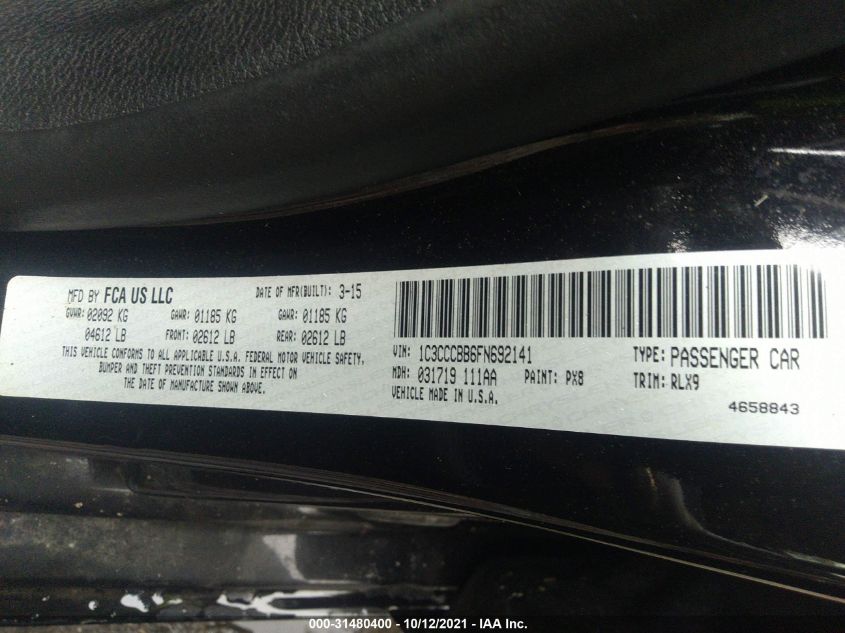 MFD BY FCA US LLC DATE OF MFR(BUILT): 3-15
GVWR: 02092 KG GAWR: 01185 KG GAWR: 01185 KG
04612 LB FRONT: 02612 LB REAR: 02612 LB
THIS VEHICLE CONFORMS TO ALL APPLICABLE U.S.A. FEDERAL MOTOR VEHICLE SAFETY,
BUMPER AND THEFT PREVENTION STANDARDS IN EFFECT ON
THE DATE OF MANUFACTURE SHOWN ABOVE.
VIN: 1C3CCCBB6FN692141 TYPE: PASSENGER CAR
MDH: 031719 111AA PAINT: PX8 TRIM: RLX9
VEHICLE MADE IN U.S.A.
4658843
000-31480400 - 10/12/2021 - IAA Inc.